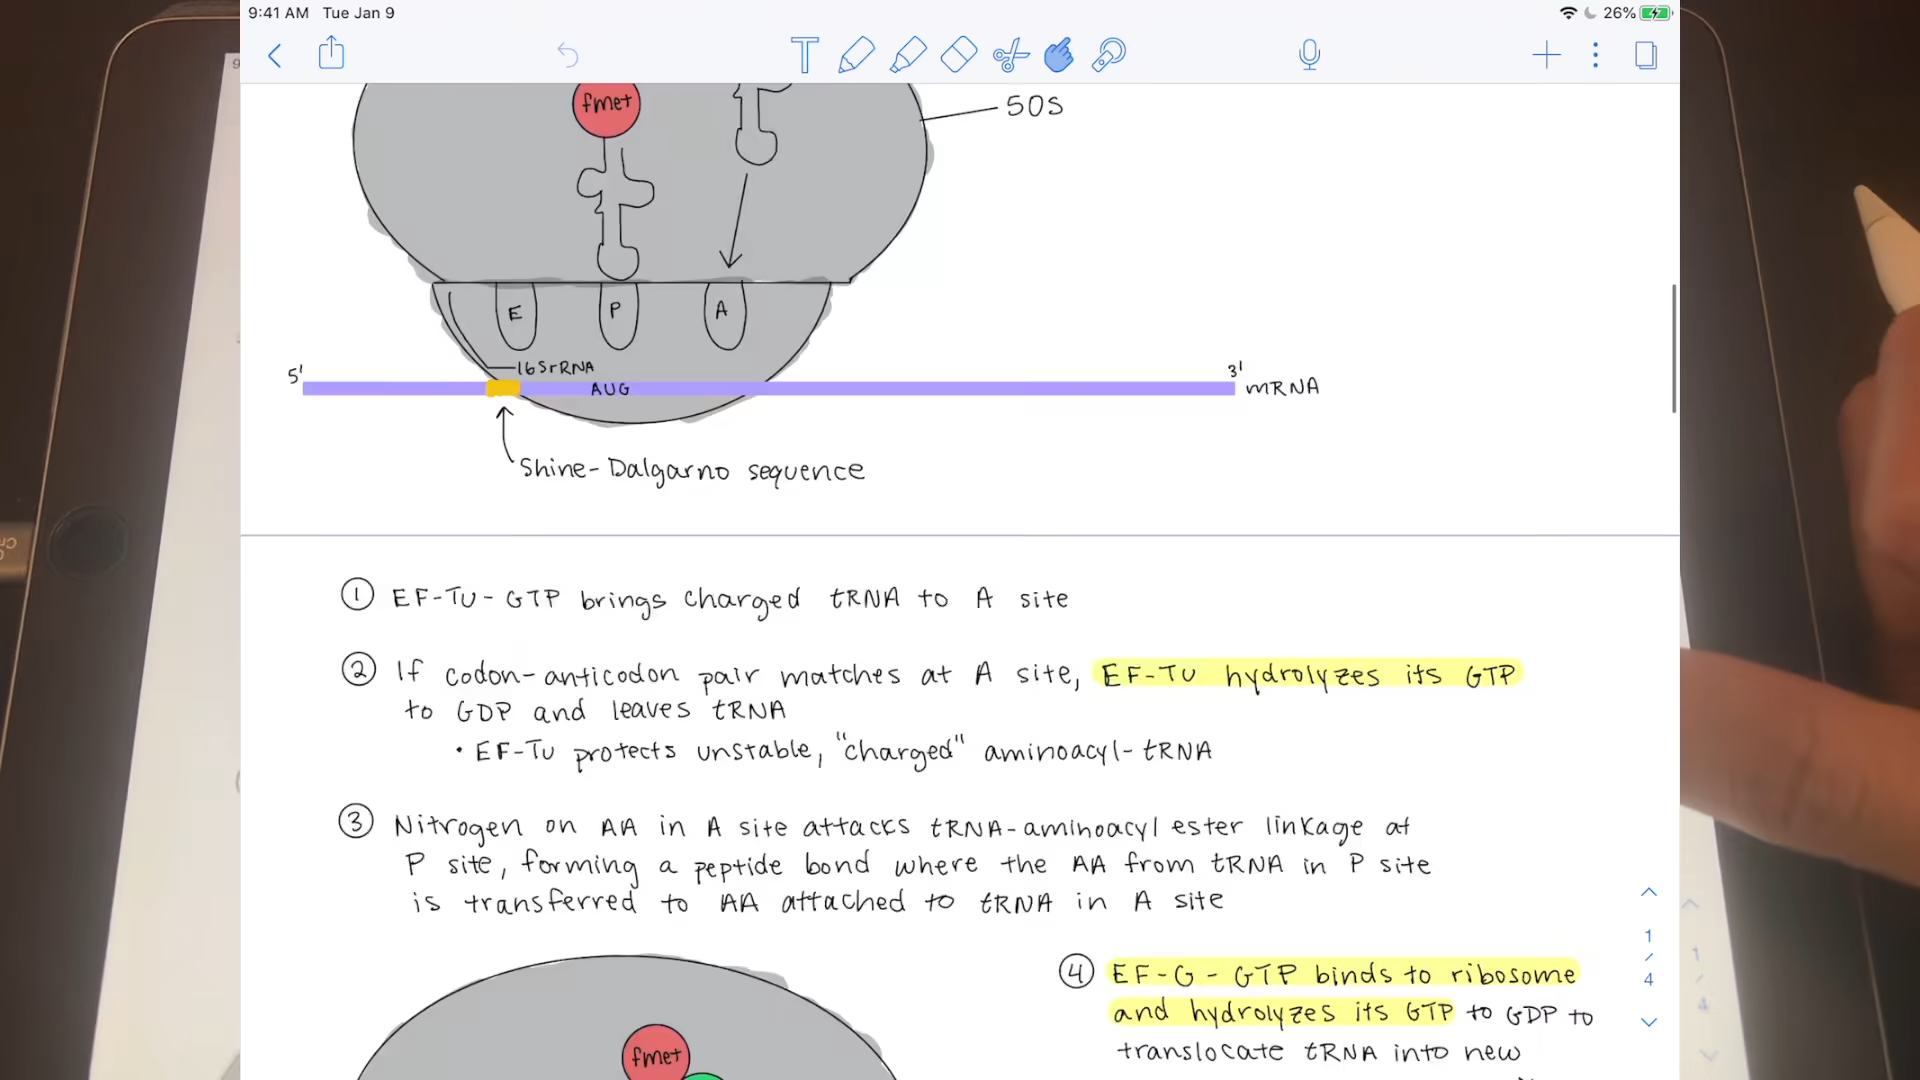 9:41 AM Tue Jan 9
26%
T
fmet
50S
E
P
A
16S rRNA
5'
AUG
3'
mRNA
Shine-Dalgarno sequence
① EF-Tu-GTP brings charged tRNA to A site
② If codon-anticodon pair matches at A site, EF-Tu hydrolyzes its GTP
to GDP and leaves tRNA
• EF-Tu protects unstable, "charged" aminoacyl-tRNA
③ Nitrogen on AA in A site attacks tRNA-aminoacyl ester linkage at
P site, forming a peptide bond where the AA from tRNA in P site
is transferred to AA attached to tRNA in A site
fmet
④ EF-G-GTP binds to ribosome
and hydrolyzes its GTP to GDP to
translocate tRNA into new
1
/
4
1
/
4